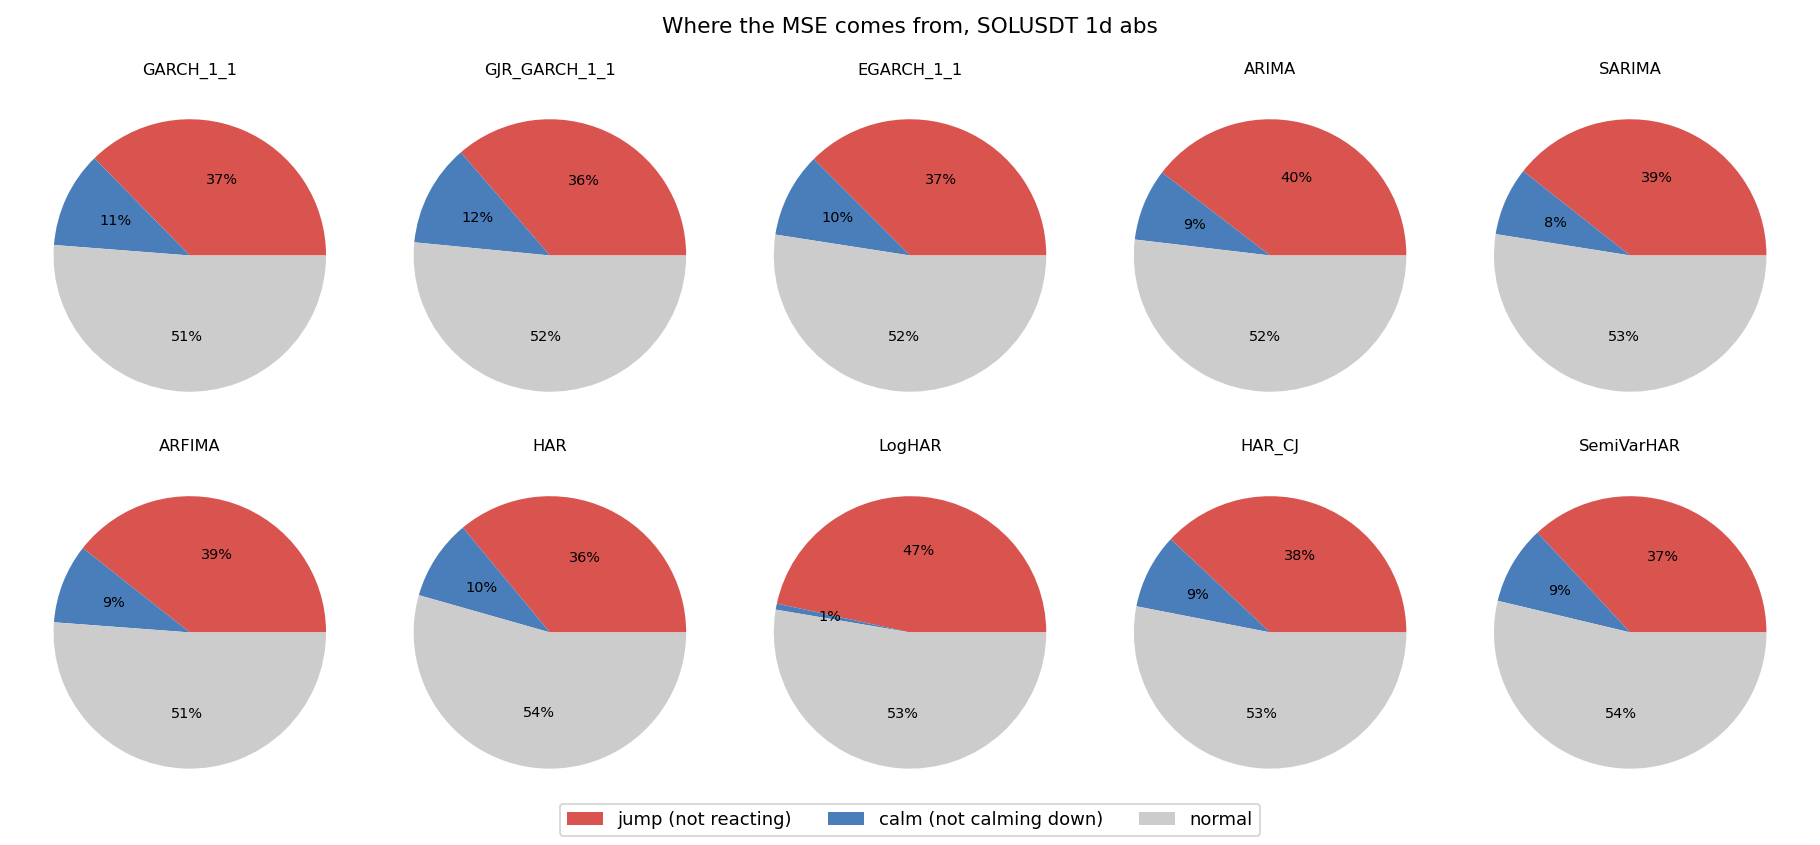 Where the MSE comes from, SOLUSDT 1d abs
GARCH_1_1
37%
11%
51%
GJR_GARCH_1_1
36%
12%
52%
EGARCH_1_1
37%
10%
52%
ARIMA
40%
9%
52%
SARIMA
39%
8%
53%
ARFIMA
39%
9%
51%
HAR
36%
10%
54%
LogHAR
47%
1%
53%
HAR_CJ
38%
9%
53%
SemiVarHAR
37%
9%
54%
jump (not reacting)
calm (not calming down)
normal